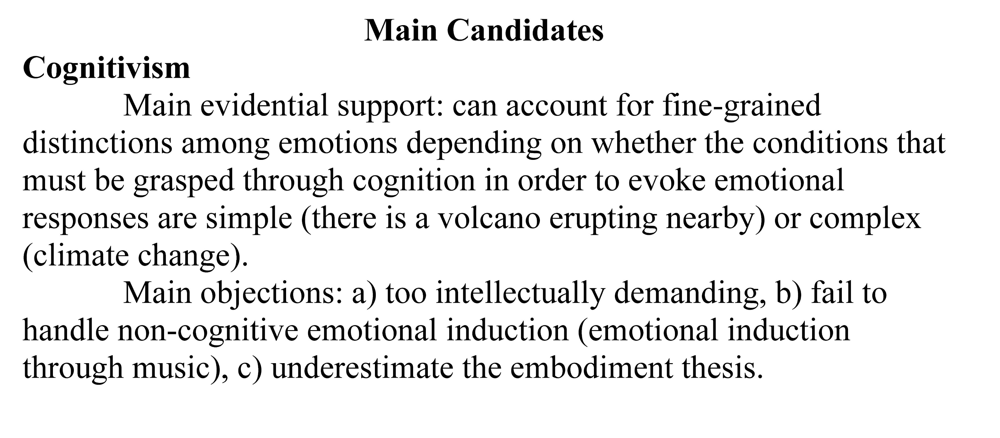 Main Candidates
Cognitivism
Main evidential support: can account for fine-grained
distinctions among emotions depending on whether the conditions that
must be grasped through cognition in order to evoke emotional
responses are simple (there is a volcano erupting nearby) or complex
(climate change).
Main objections: a) too intellectually demanding, b) fail to
handle non-cognitive emotional induction (emotional induction
through music), c) underestimate the embodiment thesis.